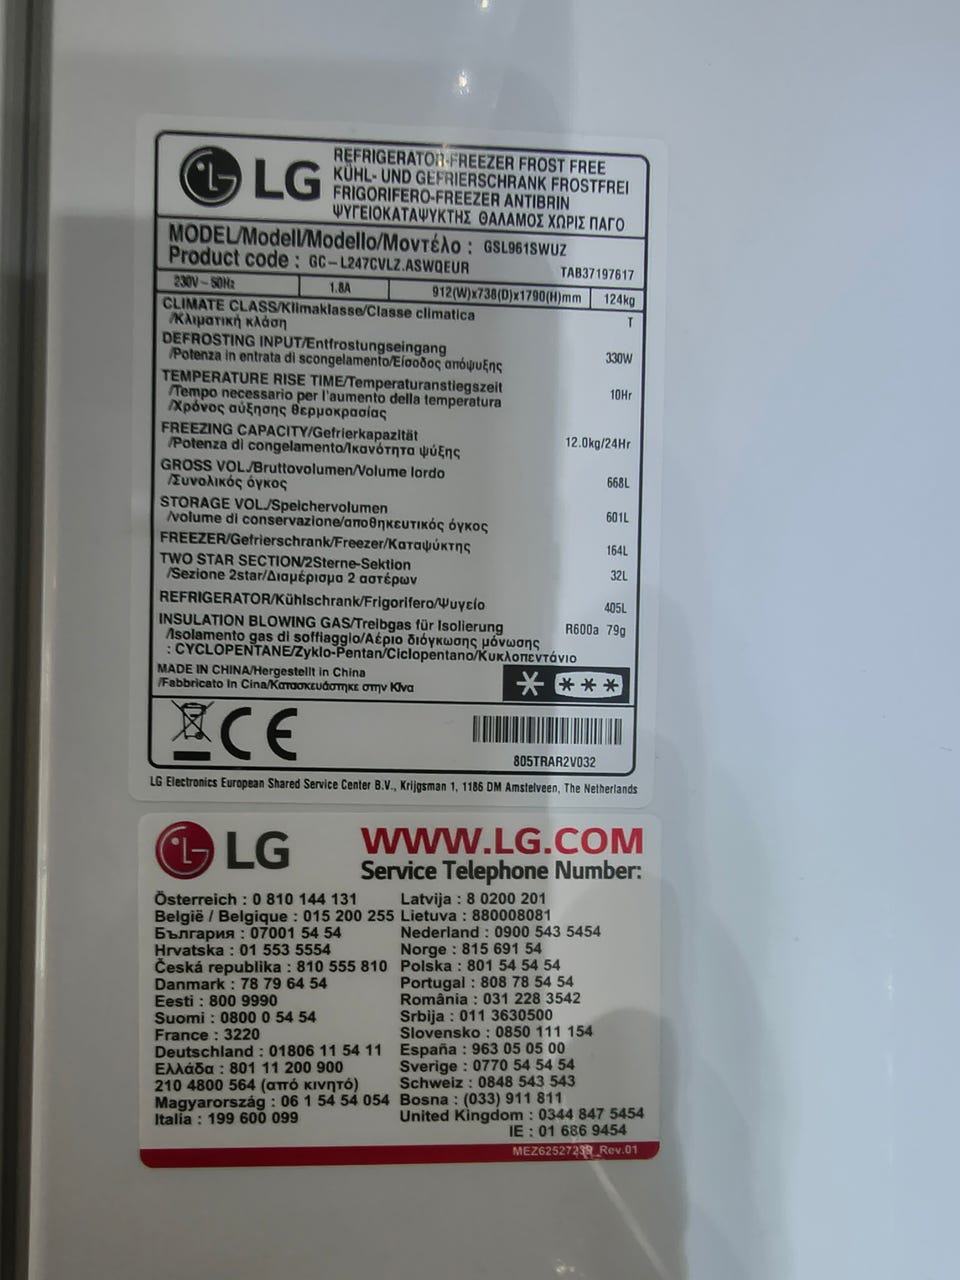 LG
REFRIGERATOR-FREEZER FROST FREE
KÜHL- UND GEFRIERSCHRANK FROSTFREI
FRIGORIFERO-FREEZER ANTIBRIN
ΨΥΓΕΙΟΚΑΤΑΨΥΚΤΗΣ ΘΑΛΑΜΟΣ ΧΩΡΙΣ ΠΑΓΟ
MODEL/Modell/Modello/Μοντέλο : GSL961SWUZ
Product code : GC-L247CVLZ.ASWQEUR TAB37197617
230V~50Hz 1.8A 912(W)x738(D)x1790(H)mm 124kg
CLIMATE CLASS/Klimaklasse/Classe climatica
/Κλιματική κλάση T
DEFROSTING INPUT/Entfrostungseingang
/Potenza in entrata di scongelamento/Είσοδος απόψυξης 330W
TEMPERATURE RISE TIME/Temperaturanstiegszeit
/Tempo necessario per l'aumento della temperatura 10Hr
/Χρόνος αύξησης θερμοκρασίας
FREEZING CAPACITY/Gefrierkapazität
/Potenza di congelamento/Ικανότητα ψύξης 12.0kg/24Hr
GROSS VOL./Bruttovolumen/Volume lordo
/Συνολικός όγκος 668L
STORAGE VOL./Speichervolumen
/volume di conservazione/αποθηκευτικός όγκος 601L
FREEZER/Gefrierschrank/Freezer/Καταψύκτης 164L
TWO STAR SECTION/2Sterne-Sektion
/Sezione 2star/Διαμέρισμα 2 αστέρων 32L
REFRIGERATOR/Kühlschrank/Frigorifero/Ψυγείο 405L
INSULATION BLOWING GAS/Treibgas für Isolierung R600a 79g
/Isolamento gas di soffiaggio/Αέριο διόγκωσης μόνωσης
: CYCLOPENTANE/Zyklo-Pentan/Ciclopentano/Κυκλοπεντάνιο
MADE IN CHINA/Hergestellt in China
/Fabbricato in Cina/Κατασκευάστηκε στην Κίνα
CE
805TRAR2V032
LG Electronics European Shared Service Center B.V., Krijgsman 1, 1186 DM Amstelveen, The Netherlands
LG WWW.LG.COM
Service Telephone Number:
Österreich : 0 810 144 131
België / Belgique : 015 200 255
България : 07001 54 54
Hrvatska : 01 553 5554
Česká republika : 810 555 810
Danmark : 78 79 64 54
Eesti : 800 9990
Suomi : 0800 0 54 54
France : 3220
Deutschland : 01806 11 54 11
Ελλάδα : 801 11 200 900
210 4800 564 (από κινητό)
Magyarország : 06 1 54 54 054
Italia : 199 600 099
Latvija : 8 0200 201
Lietuva : 880008081
Nederland : 0900 543 5454
Norge : 815 691 54
Polska : 801 54 54 54
Portugal : 808 78 54 54
România : 031 228 3542
Srbija : 011 3630500
Slovensko : 0850 111 154
España : 963 05 05 00
Sverige : 0770 54 54 54
Schweiz : 0848 543 543
Bosna : (033) 911 811
United Kingdom : 0344 847 5454
IE : 01 686 9454
MEZ62527239_Rev.01